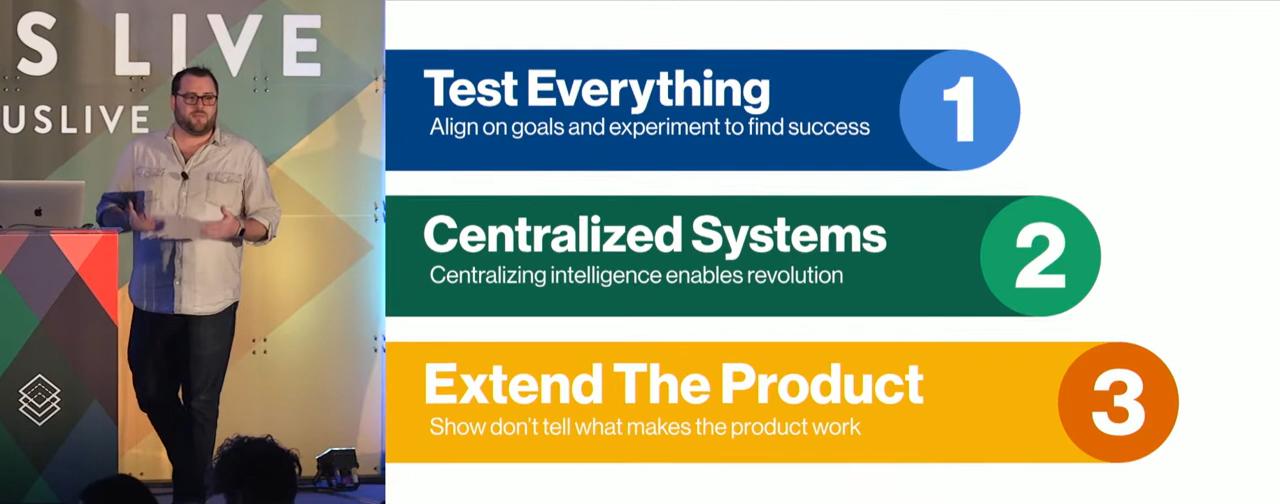 S LIVE
USLIVE
Test Everything
Align on goals and experiment to find success
1
Centralized Systems
Centralizing intelligence enables revolution
2
Extend The Product
Show don't tell what makes the product work
3